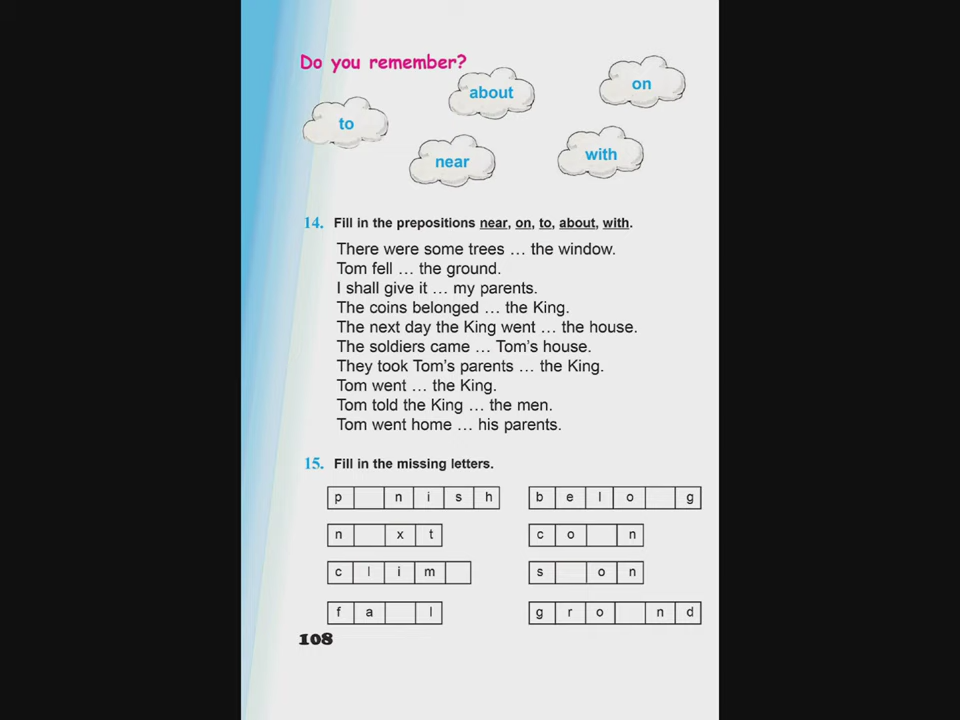 Do you remember?
about
on
to
near
with
14. Fill in the prepositions near, on, to, about, with.
There were some trees … the window.
Tom fell … the ground.
I shall give it … my parents.
The coins belonged … the King.
The next day the King went … the house.
The soldiers came … Tom's house.
They took Tom's parents … the King.
Tom went … the King.
Tom told the King … the men.
Tom went home … his parents.
15. Fill in the missing letters.
p n i s h
b e l o g
n x t
c o n
c l i m
s o n
f a l
g r o n d
108